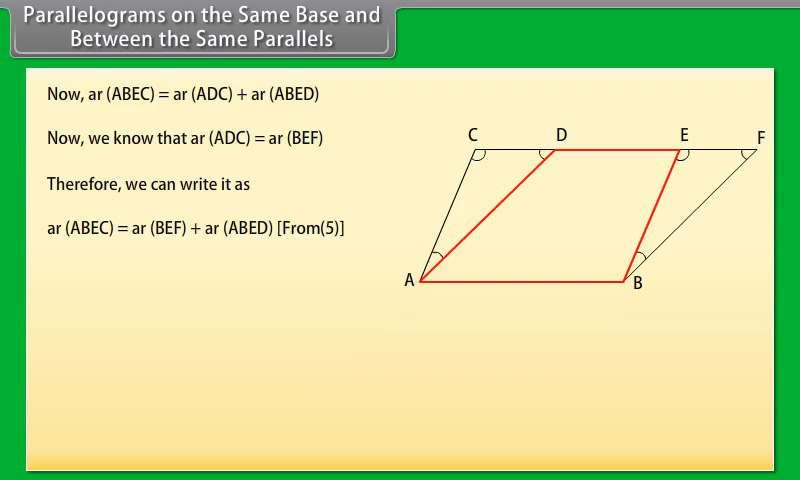 Parallelograms on the Same Base and
Between the Same Parallels
Now, ar (ABEC) = ar (ADC) + ar (ABED)
Now, we know that ar (ADC) = ar (BEF)
Therefore, we can write it as
ar (ABEC) = ar (BEF) + ar (ABED) [From(5)]
C D E F
A B